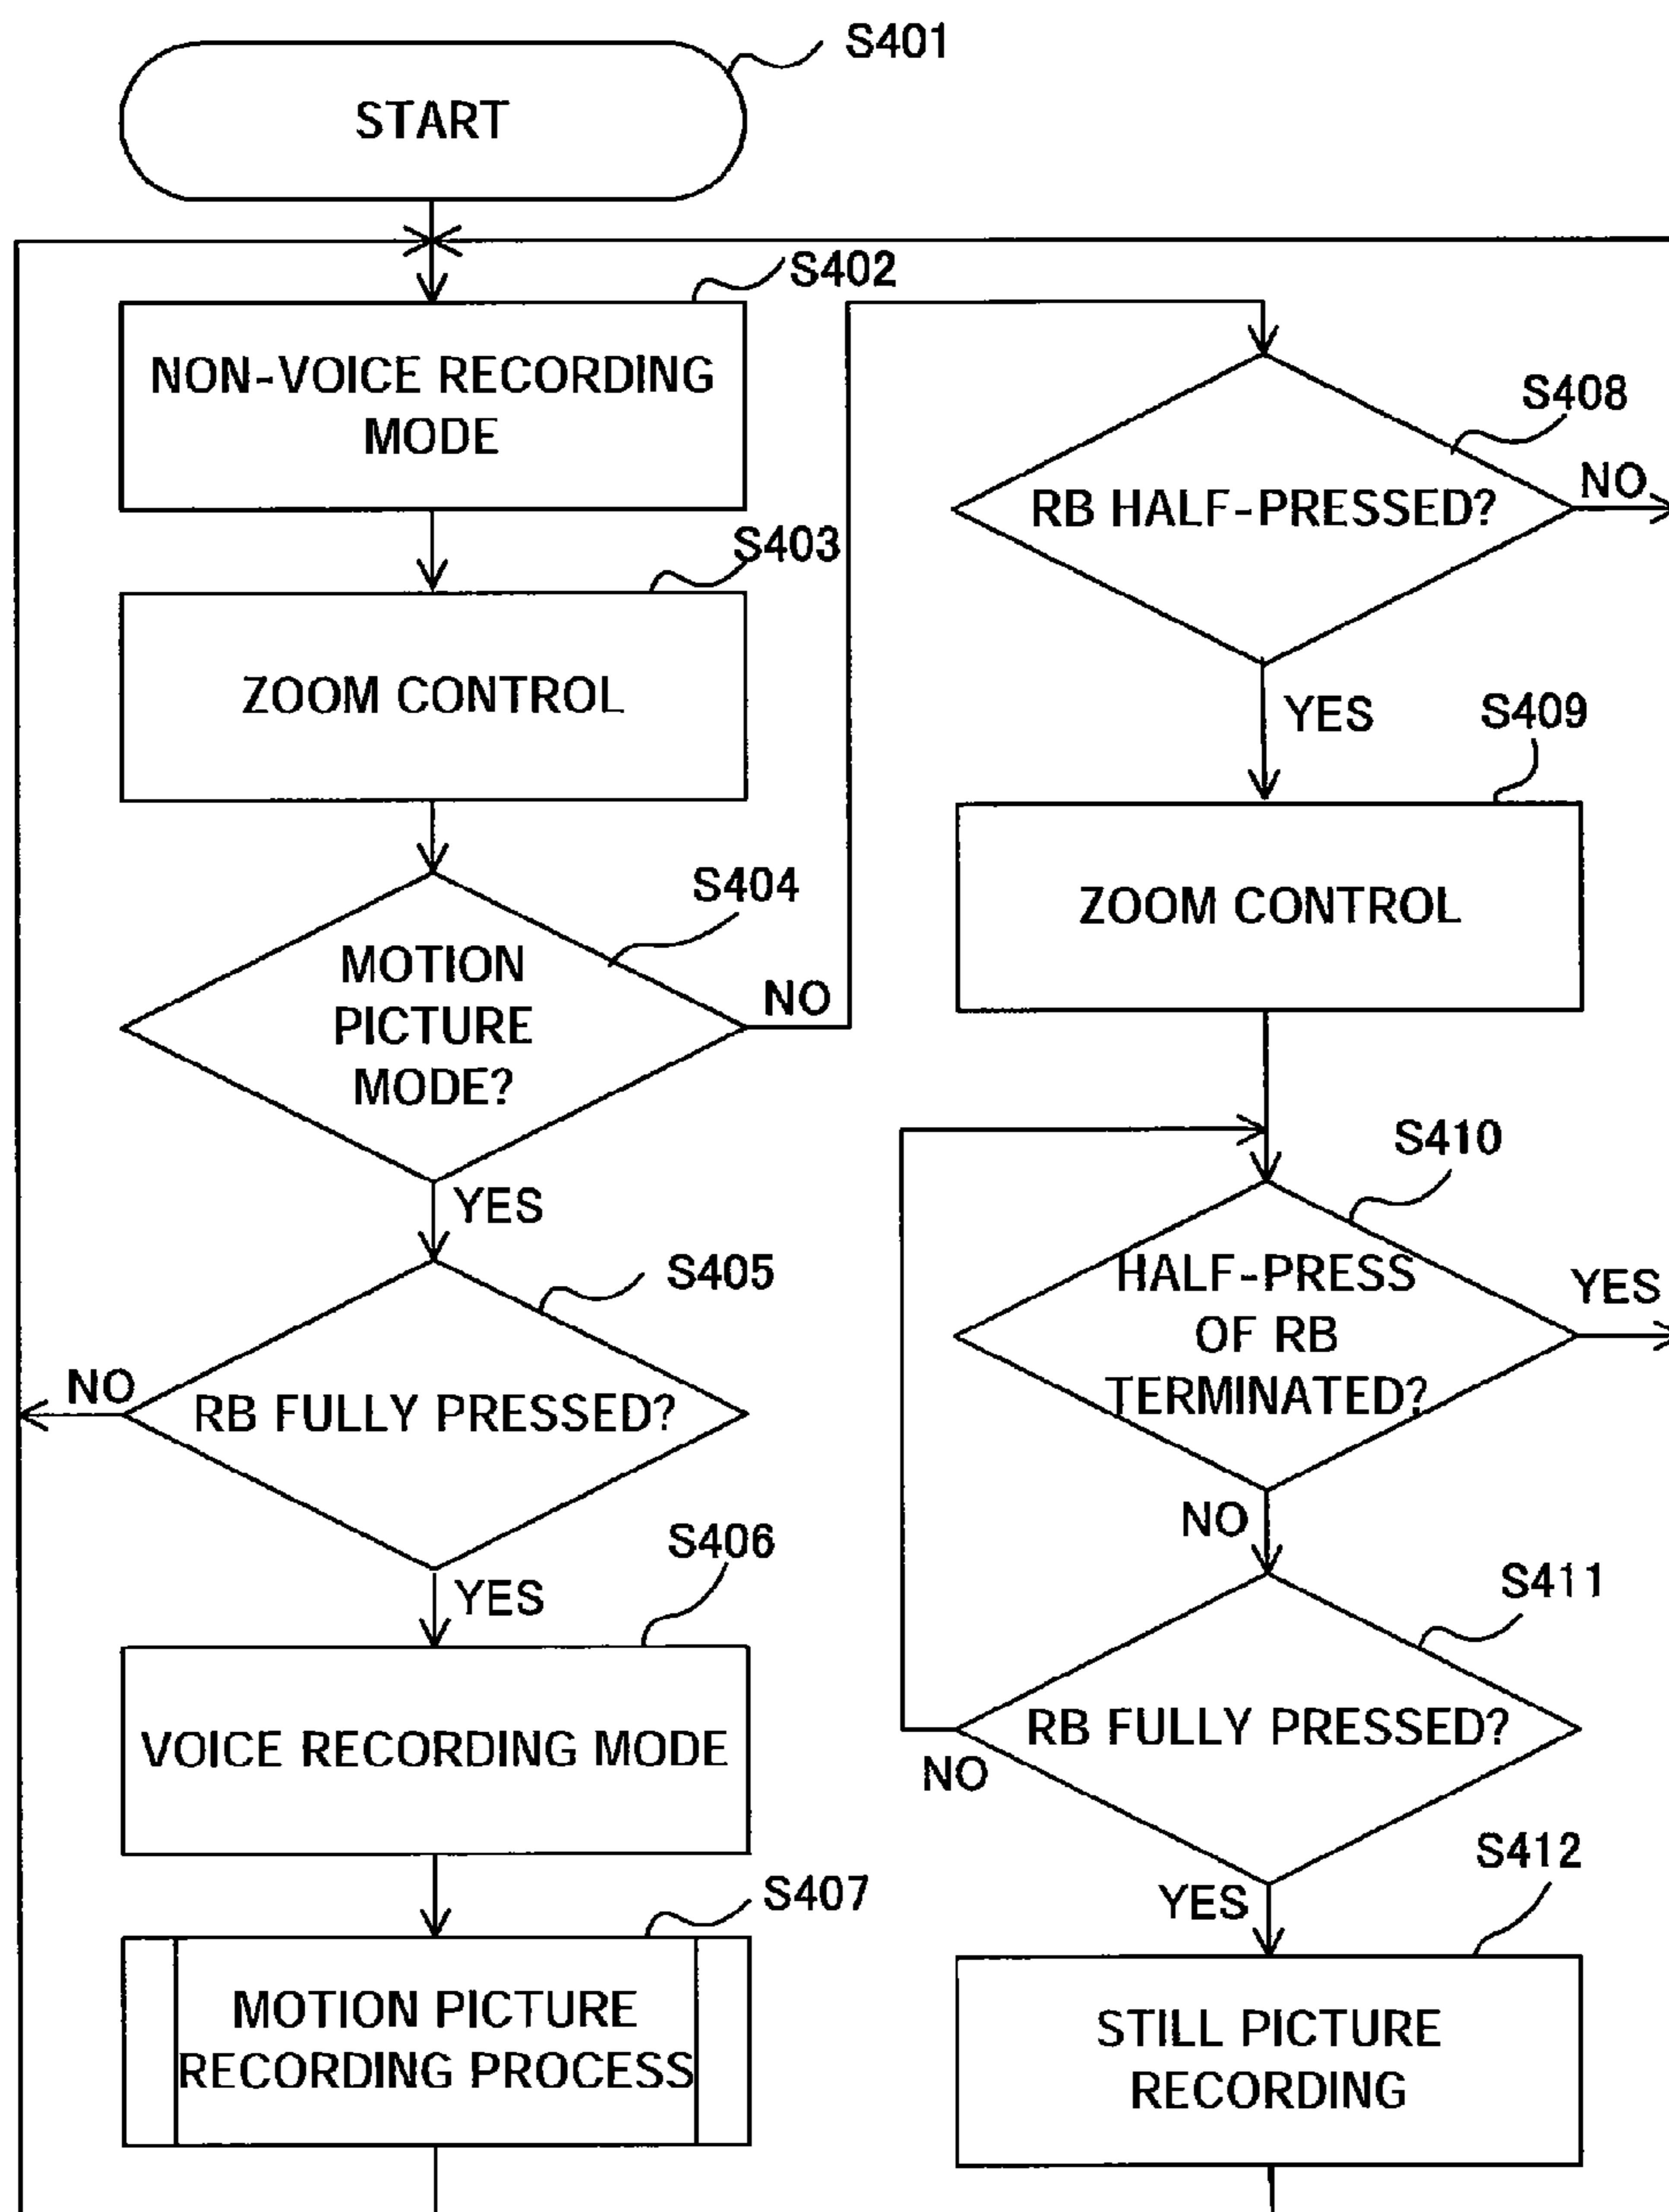 S401
START
S402
NON-VOICE RECORDING
MODE
S403
ZOOM CONTROL
S404
MOTION
PICTURE
MODE?
NO
YES
S405
RB FULLY PRESSED?
NO
YES
S406
VOICE RECORDING MODE
S407
MOTION PICTURE
RECORDING PROCESS
S408
RB HALF-PRESSED?
NO
YES
S409
ZOOM CONTROL
S410
HALF-PRESS
OF RB
TERMINATED?
YES
NO
S411
RB FULLY PRESSED?
NO
YES
S412
STILL PICTURE
RECORDING